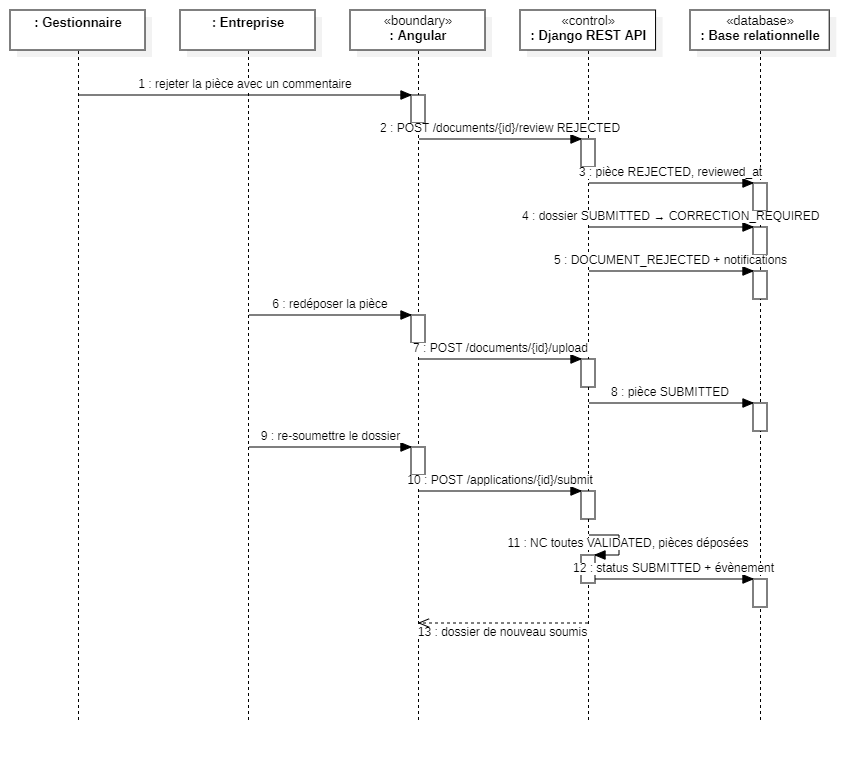 : Gestionnaire
: Entreprise
«boundary»
: Angular
«control»
: Django REST API
«database»
: Base relationnelle
1 : rejeter la pièce avec un commentaire
2 : POST /documents/{id}/review REJECTED
3 : pièce REJECTED, reviewed_at
4 : dossier SUBMITTED → CORRECTION_REQUIRED
5 : DOCUMENT_REJECTED + notifications
6 : redéposer la pièce
7 : POST /documents/{id}/upload
8 : pièce SUBMITTED
9 : re-soumettre le dossier
10 : POST /applications/{id}/submit
11 : NC toutes VALIDATED, pièces déposées
12 : status SUBMITTED + évènement
13 : dossier de nouveau soumis